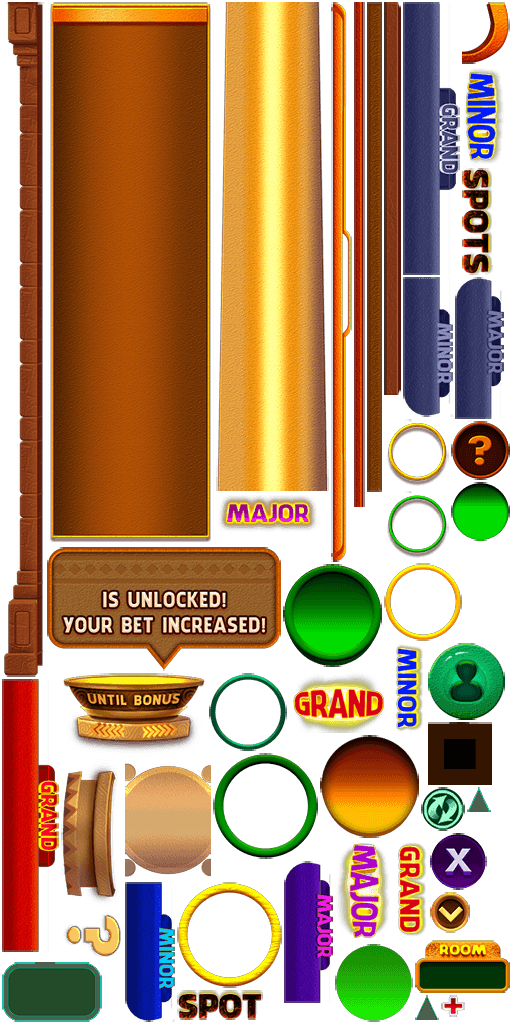 MINOR
GRAND
SPOTS
MINOR
MAJOR
?
MAJOR
IS UNLOCKED!
YOUR BET INCREASED!
UNTIL BONUS
GRAND
MINOR
GRAND
MAJOR
GRAND
X
?
MINOR
MAJOR
ROOM
SPOT